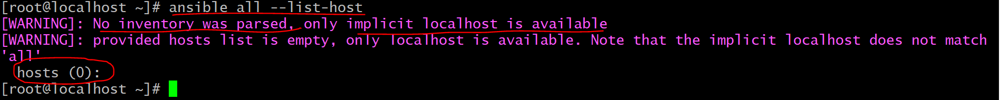 [root@localhost ~]# ansible all --list-host
[WARNING]: No inventory was parsed, only implicit localhost is available
[WARNING]: provided hosts list is empty, only localhost is available. Note that the implicit localhost does not match
'all'
  hosts (0):
[root@localhost ~]#